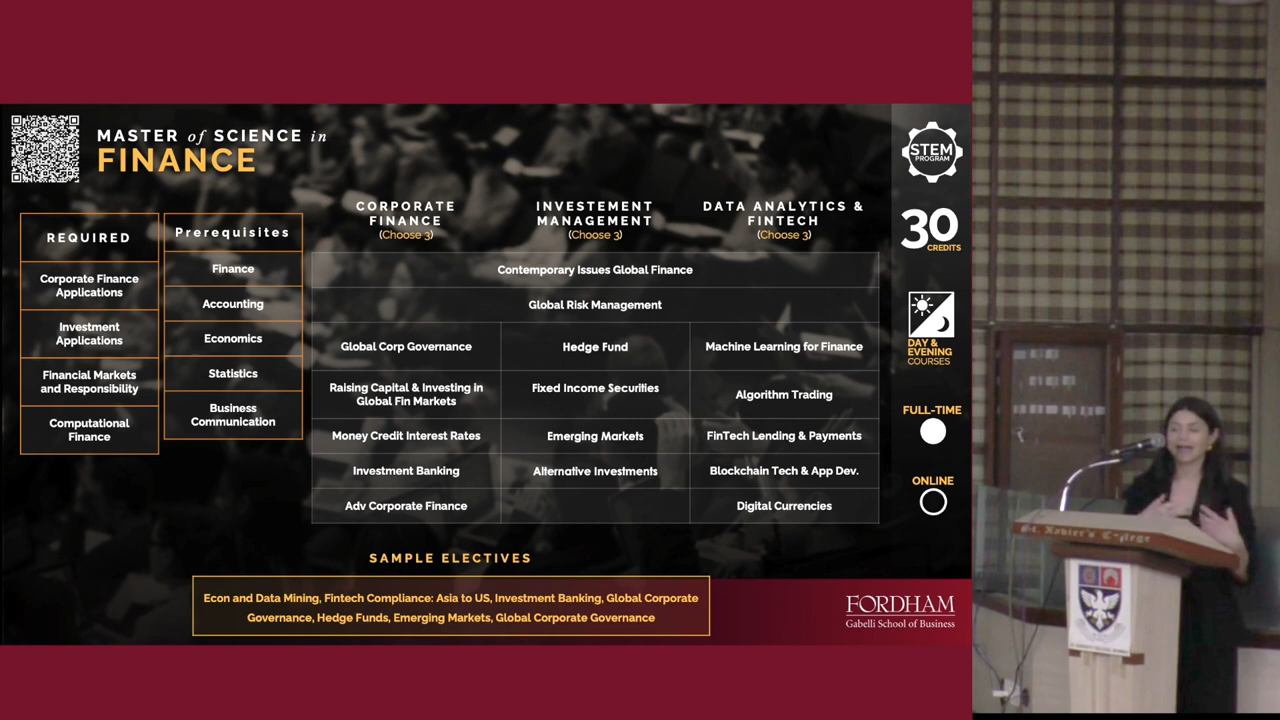 MASTER of SCIENCE in
FINANCE
REQUIRED
Corporate Finance
Applications
Investment
Applications
Financial Markets
and Responsibility
Computational
Finance
Prerequisites
Finance
Accounting
Economics
Statistics
Business
Communication
CORPORATE
FINANCE
(Choose 3)
INVESTEMENT
MANAGEMENT
(Choose 3)
DATA ANALYTICS &
FINTECH
(Choose 3)
Contemporary Issues Global Finance
Global Risk Management
Global Corp Governance
Hedge Fund
Machine Learning for Finance
Raising Capital & Investing in
Global Fin Markets
Fixed Income Securities
Algorithm Trading
Money Credit Interest Rates
Emerging Markets
FinTech Lending & Payments
Investment Banking
Alternative Investments
Blockchain Tech & App Dev.
Adv Corporate Finance
Digital Currencies
SAMPLE ELECTIVES
Econ and Data Mining, Fintech Compliance: Asia to US, Investment Banking, Global Corporate
Governance, Hedge Funds, Emerging Markets, Global Corporate Governance
STEM
PROGRAM
30
CREDITS
DAY &
EVENING
COURSES
FULL-TIME
ONLINE
FORDHAM
Gabelli School of Business
St. Xavier's College